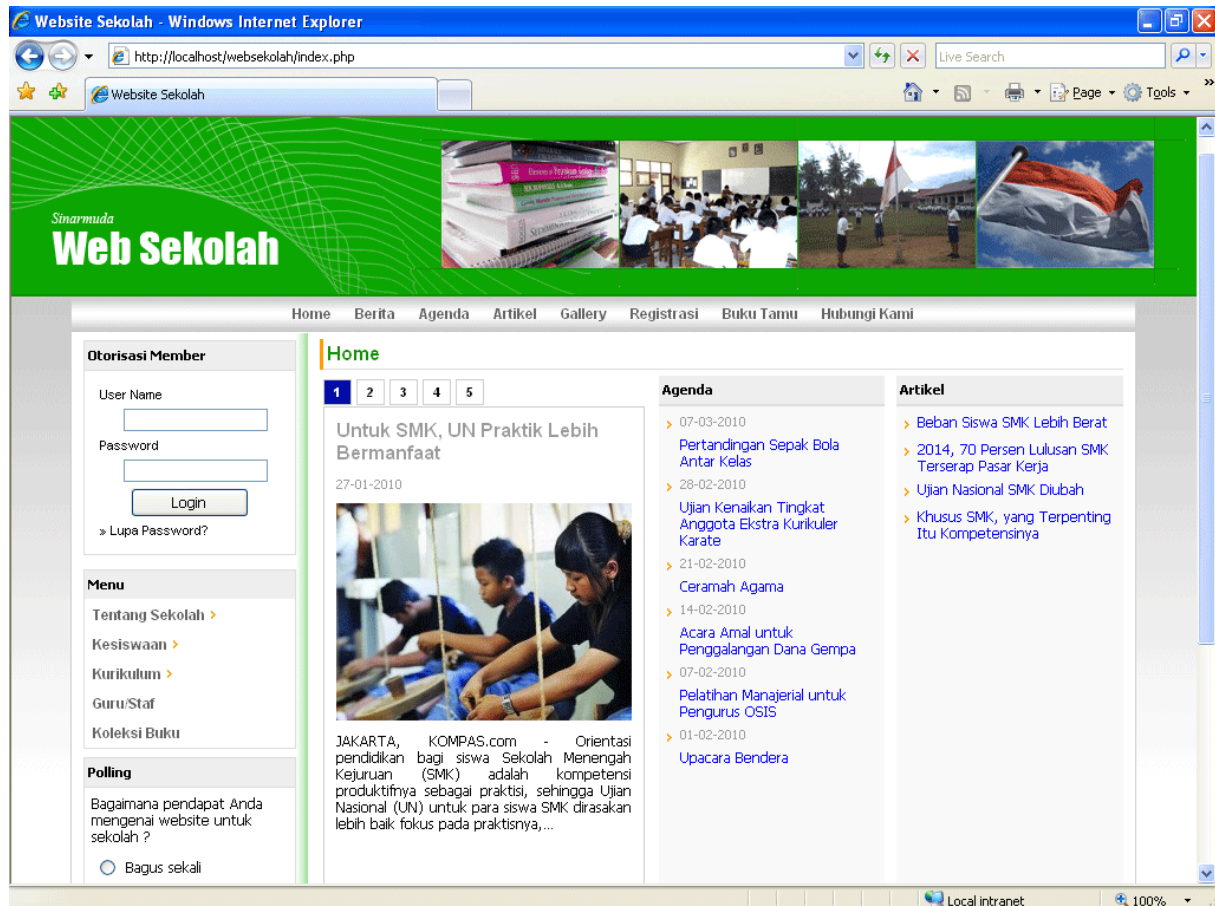 Website Sekolah - Windows Internet Explorer
http://localhost/websekolah/index.php
Live Search
Website Sekolah
Page
Tools
Sinarmuda
Web Sekolah
Home Berita Agenda Artikel Gallery Registrasi Buku Tamu Hubungi Kami
Otorisasi Member
User Name
Password
Login
» Lupa Password?
Menu
Tentang Sekolah >
Kesiswaan >
Kurikulum >
Guru/Staf
Koleksi Buku
Polling
Bagaimana pendapat Anda
mengenai website untuk
sekolah ?
Bagus sekali
Home
1 2 3 4 5
Untuk SMK, UN Praktik Lebih
Bermanfaat
27-01-2010
JAKARTA, KOMPAS.com - Orientasi
pendidikan bagi siswa Sekolah Menengah
Kejuruan (SMK) adalah kompetensi
produktifnya sebagai praktisi, sehingga Ujian
Nasional (UN) untuk para siswa SMK dirasakan
lebih baik fokus pada praktisnya,...
Agenda
07-03-2010
Pertandingan Sepak Bola
Antar Kelas
28-02-2010
Ujian Kenaikan Tingkat
Anggota Ekstra Kurikuler
Karate
21-02-2010
Ceramah Agama
14-02-2010
Acara Amal untuk
Penggalangan Dana Gempa
07-02-2010
Pelatihan Manajerial untuk
Pengurus OSIS
01-02-2010
Upacara Bendera
Artikel
Beban Siswa SMK Lebih Berat
2014, 70 Persen Lulusan SMK
Terserap Pasar Kerja
Ujian Nasional SMK Diubah
Khusus SMK, yang Terpenting
Itu Kompetensinya
Local intranet
100%